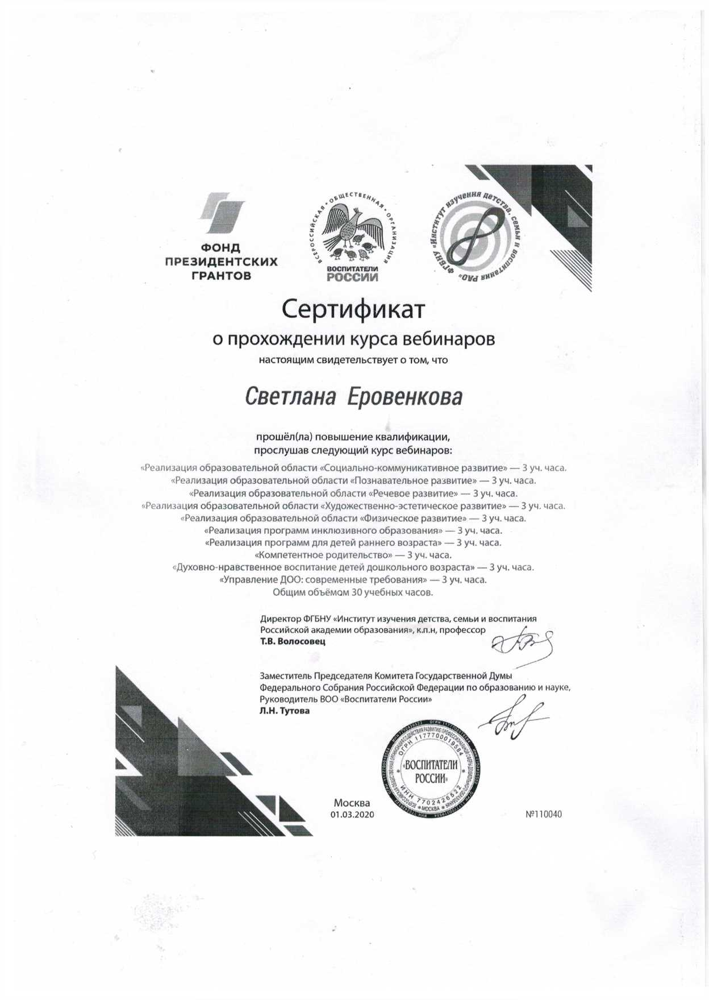 ФОНД
ПРЕЗИДЕНТСКИХ
ГРАНТОВ
ВСЕРОССИЙСКАЯ • ОБЩЕСТВЕННАЯ • ОРГАНИЗАЦИЯ
ВОСПИТАТЕЛИ
РОССИИ
ФГБНУ «Институт изучения детства, семьи и воспитания РАО»
Сертификат
о прохождении курса вебинаров
настоящим свидетельствует о том, что
Светлана Еровенкова
прошёл(ла) повышение квалификации,
прослушав следующий курс вебинаров:
«Реализация образовательной области «Социально-коммуникативное развитие» — 3 уч. часа.
«Реализация образовательной области «Познавательное развитие» — 3 уч. часа.
«Реализация образовательной области «Речевое развитие» — 3 уч. часа.
«Реализация образовательной области «Художественно-эстетическое развитие» — 3 уч. часа.
«Реализация образовательной области «Физическое развитие» — 3 уч. часа.
«Реализация программ инклюзивного образования» — 3 уч. часа.
«Реализация программ для детей раннего возраста» — 3 уч. часа.
«Компетентное родительство» — 3 уч. часа.
«Духовно-нравственное воспитание детей дошкольного возраста» — 3 уч. часа.
«Управление ДОО: современные требования» — 3 уч. часа.
Общим объёмом 30 учебных часов.
Директор ФГБНУ «Институт изучения детства, семьи и воспитания
Российской академии образования», к.п.н, профессор
Т.В. Волосовец
Заместитель Председателя Комитета Государственной Думы
Федерального Собрания Российской Федерации по образованию и науке,
Руководитель ВОО «Воспитатели России»
Л.Н. Тутова
ОГРН 1177700019584
«ВОСПИТАТЕЛИ
РОССИИ»
ИНН 7702426522
* МОСКВА *
Москва
01.03.2020
№110040